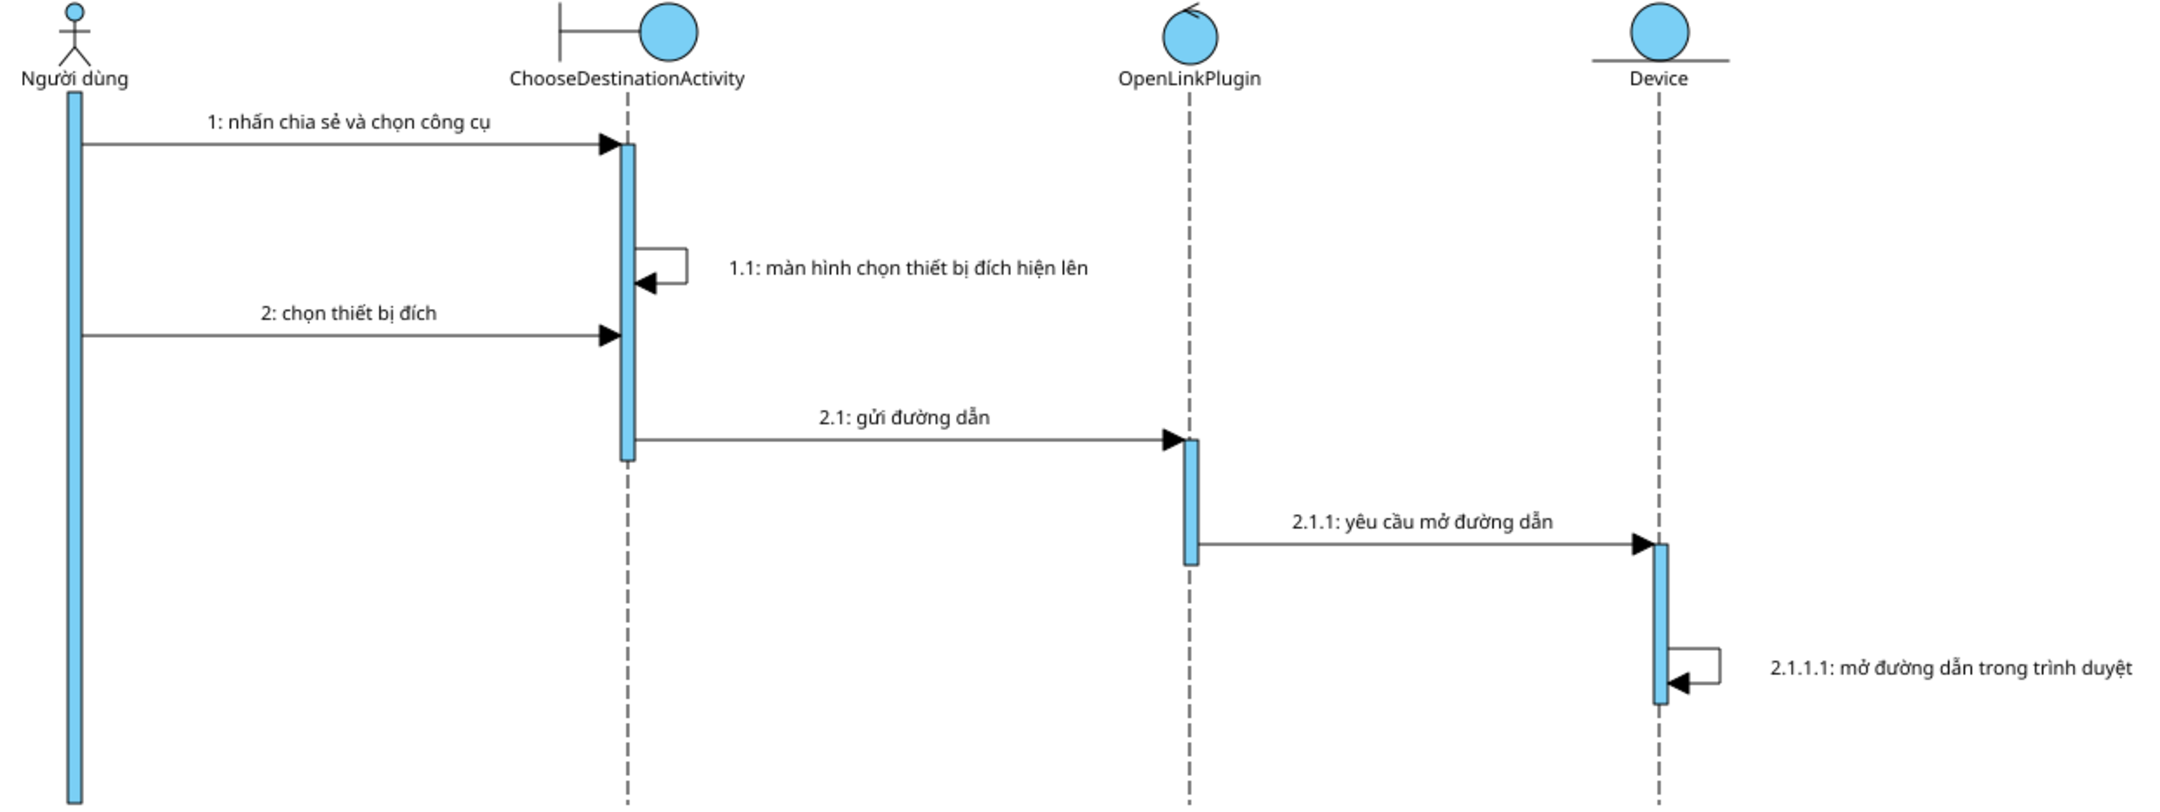 Người dùng
ChooseDestinationActivity
OpenLinkPlugin
Device
1: nhấn chia sẻ và chọn công cụ
1.1: màn hình chọn thiết bị đích hiện lên
2: chọn thiết bị đích
2.1: gửi đường dẫn
2.1.1: yêu cầu mở đường dẫn
2.1.1.1: mở đường dẫn trong trình duyệt